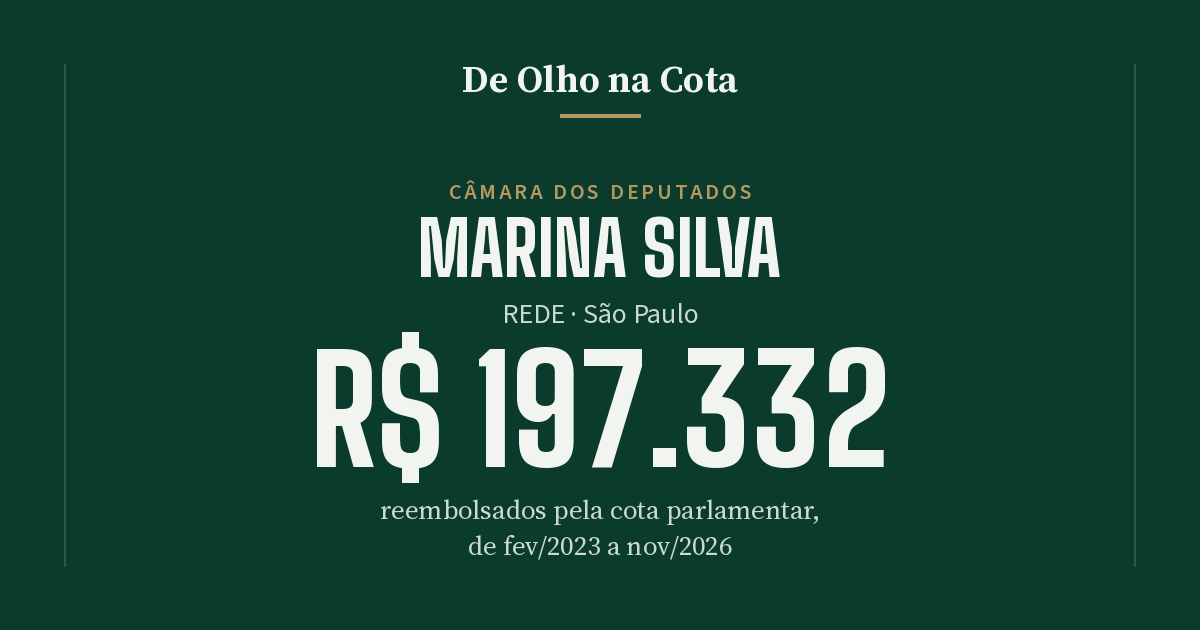 De Olho na Cota
CÂMARA DOS DEPUTADOS
MARINA SILVA
REDE · São Paulo
R$ 197.332
reembolsados pela cota parlamentar,
de fev/2023 a nov/2026